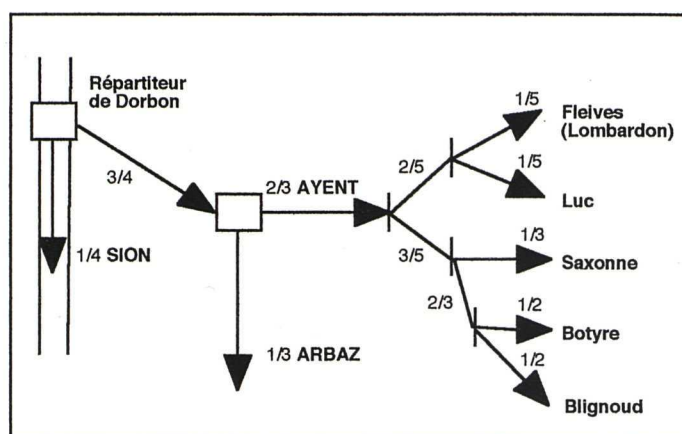 Répartiteur
de Dorbon
3/4
1/4 SION
2/3 AYENT
1/3 ARBAZ
2/5
3/5
1/5
Fleives
(Lombardon)
1/5
Luc
1/3
Saxonne
2/3
1/2
Botyre
1/2
Blignoud